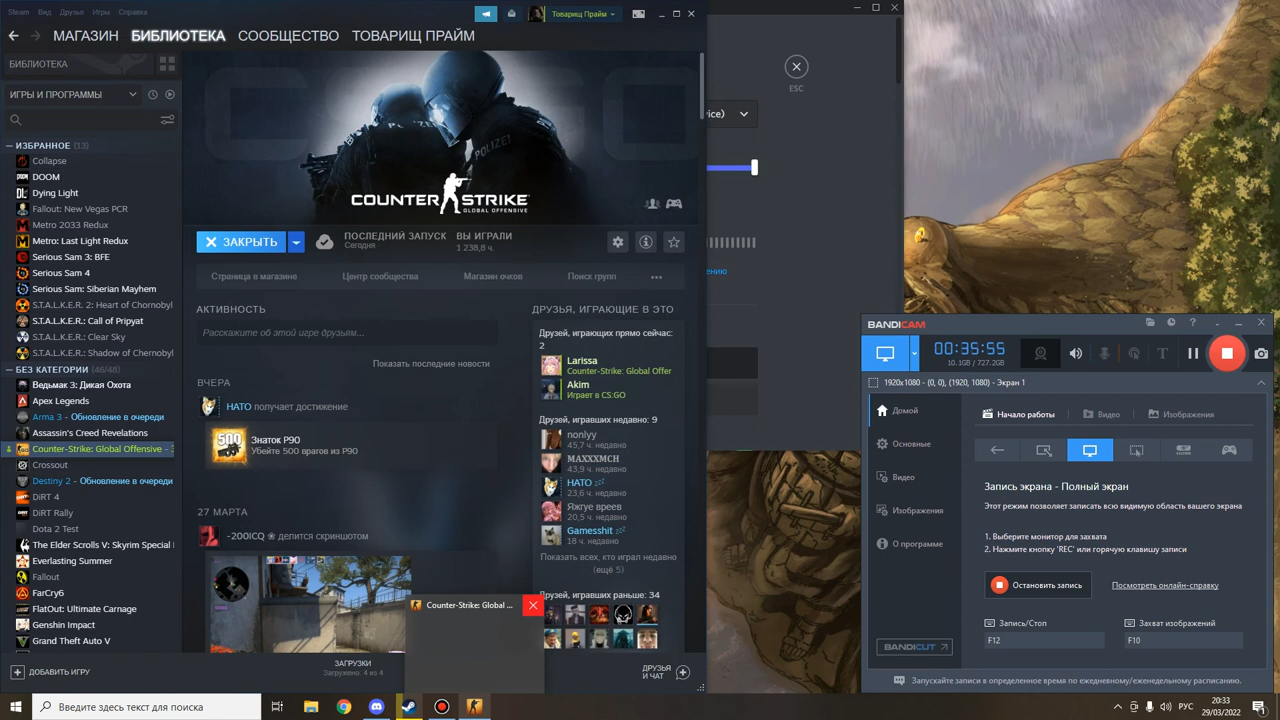 Steam Вид Друзья Игры Справка
Товарищ Прайм
МАГАЗИН БИБЛИОТЕКА СООБЩЕСТВО ТОВАРИЩ ПРАЙМ
БИБЛИОТЕКА
ИГРЫ И ПРОГРАММЫ
ИЗБРАННОЕ (13)
Collapse
DOOM
Dying Light
Fallout: New Vegas PCR
Metro 2033 Redux
Metro: Last Light Redux
Serious Sam 3: BFE
Serious Sam 4
Serious Sam: Siberian Mayhem
S.T.A.L.K.E.R. 2: Heart of Chornobyl
S.T.A.L.K.E.R.: Call of Pripyat
S.T.A.L.K.E.R.: Clear Sky
S.T.A.L.K.E.R.: Shadow of Chernobyl
БЕЗ КАТЕГОРИИ (46/48)
Ведьмак 3: Дикая Охота
Apex Legends
Arma 3 - Обновление в очереди
Assassin's Creed Revelations
Counter-Strike: Global Offensive -
Crossout
Destiny 2 - Обновление в очереди
DiRT 4
DiRT Rally
Dota 2 Test
The Elder Scrolls V: Skyrim Special
Everlasting Summer
Fallout
FarCry6
FlatOut: Ultimate Carnage
Genshin Impact
Grand Theft Auto V
ДОБАВИТЬ ИГРУ
POLIZEI
COUNTER STRIKE
GLOBAL OFFENSIVE
ЗАКРЫТЬ
ПОСЛЕДНИЙ ЗАПУСК
Сегодня
ВЫ ИГРАЛИ
1 238,8 ч.
Страница в магазине Центр сообщества Магазин очков Поиск групп
АКТИВНОСТЬ
Расскажите об этой игре друзьям...
Показать последние новости
ВЧЕРА
НАТО получает достижение
500
Знаток P90
Убейте 500 врагов из P90
27 МАРТА
-200ICQ ❀ делится скриншотом
Counter-Strike: Global ...
ЗАГРУЗКИ
Загружено: 4 из 4
ДРУЗЬЯ, ИГРАЮЩИЕ В ЭТО
Друзей, играющих прямо сейчас:
2
Larissa
Counter-Strike: Global Offer
Akim
Играет в CS:GO
Друзей, игравших недавно: 9
nonlyy
45,7 ч. недавно
MAXXXMCH
43,9 ч. недавно
НАТО zzz
23,6 ч. недавно
Яжгуе вреев
20,5 ч. недавно
Gamesshit zzz
18 ч. недавно
Показать всех, кто играл недавно
(ещё 5)
Друзей, игравших раньше: 34
ДРУЗЬЯ
И ЧАТ
ESC
BANDICAM
00:35:55
10.1GB / 727.2GB
1920x1080 - (0, 0), (1920, 1080) - Экран 1
Домой
Основные
Видео
Изображения
О программе
BANDICUT
Начало работы Видео Изображения
Запись экрана - Полный экран
Этот режим позволяет записать всю видимую область вашего экрана
1. Выберите монитор для захвата
2. Нажмите кнопку 'REC' или горячую клавишу записи
Остановить запись
Посмотреть онлайн-справку
Запись/Стоп
F12
Захват изображений
F10
Запускайте записи в определенное время по ежедневному/еженедельному расписанию.
Введите здесь текст для поиска
РУС
20:33
29/03/2022